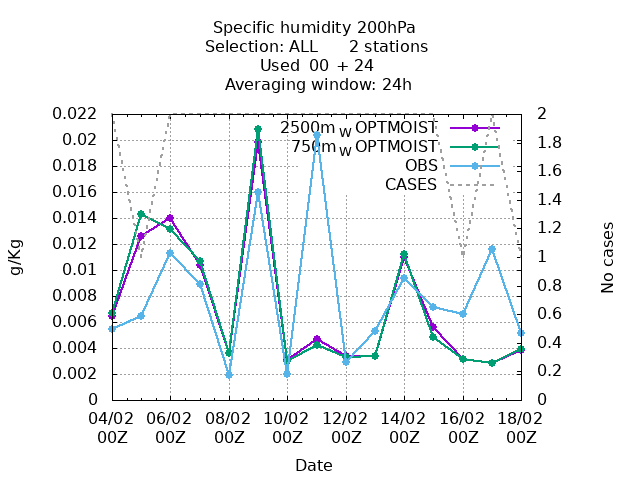 Specific humidity 200hPa
Selection: ALL 2 stations
Used 00 + 24
Averaging window: 24h
0.022
0.02
0.018
0.016
0.014
0.012
0.01
0.008
0.006
0.004
0.002
0
2
1.8
1.6
1.4
1.2
1
0.8
0.6
0.4
0.2
0
2500m W OPTMOIST
750m W OPTMOIST
OBS
CASES
g/Kg
No cases
04/02 06/02 08/02 10/02 12/02 14/02 16/02 18/02
00Z 00Z 00Z 00Z 00Z 00Z 00Z 00Z
Date